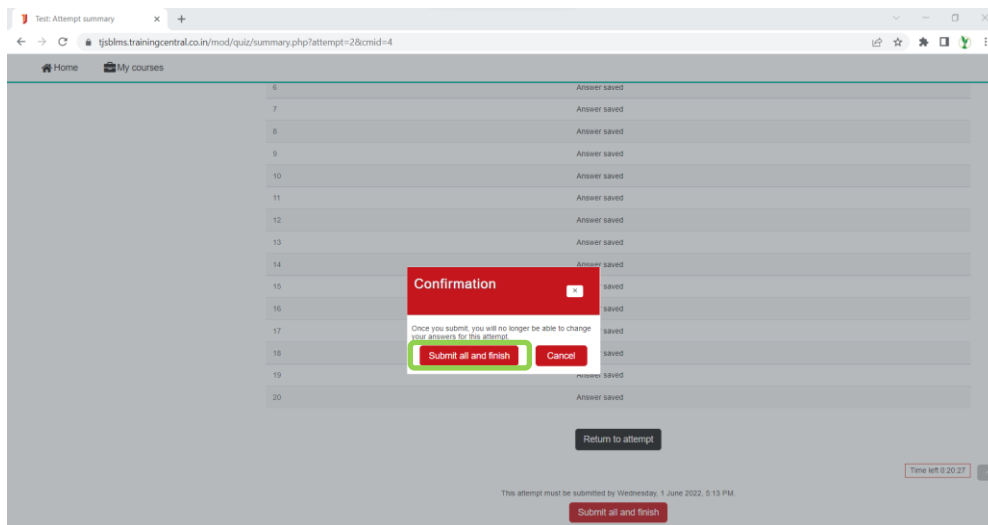 Test: Attempt summary
tjsblms.trainingcentral.co.in/mod/quiz/summary.php?attempt=2&cmid=4
Home My courses
6 Answer saved
7 Answer saved
8 Answer saved
9 Answer saved
10 Answer saved
11 Answer saved
12 Answer saved
13 Answer saved
14 Answer saved
Confirmation
15 saved
16 saved
Once you submit, you will no longer be able to change
your answers for this attempt.
17 saved
Submit all and finish Cancel
18 saved
19 Answer saved
20 Answer saved
Return to attempt
Time left 0:20:27
This attempt must be submitted by Wednesday, 1 June 2022, 5:13 PM.
Submit all and finish